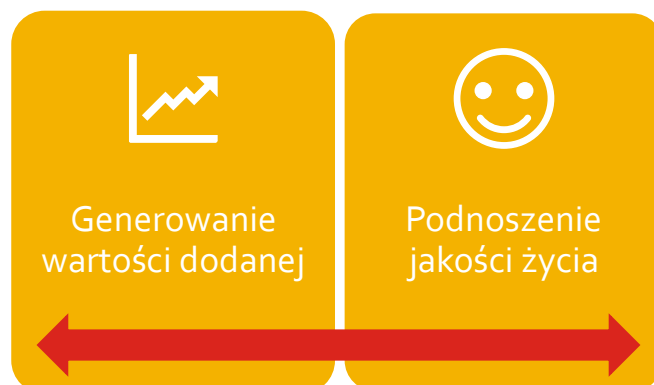 Generowanie
wartości dodanej
Podnoszenie
jakości życia